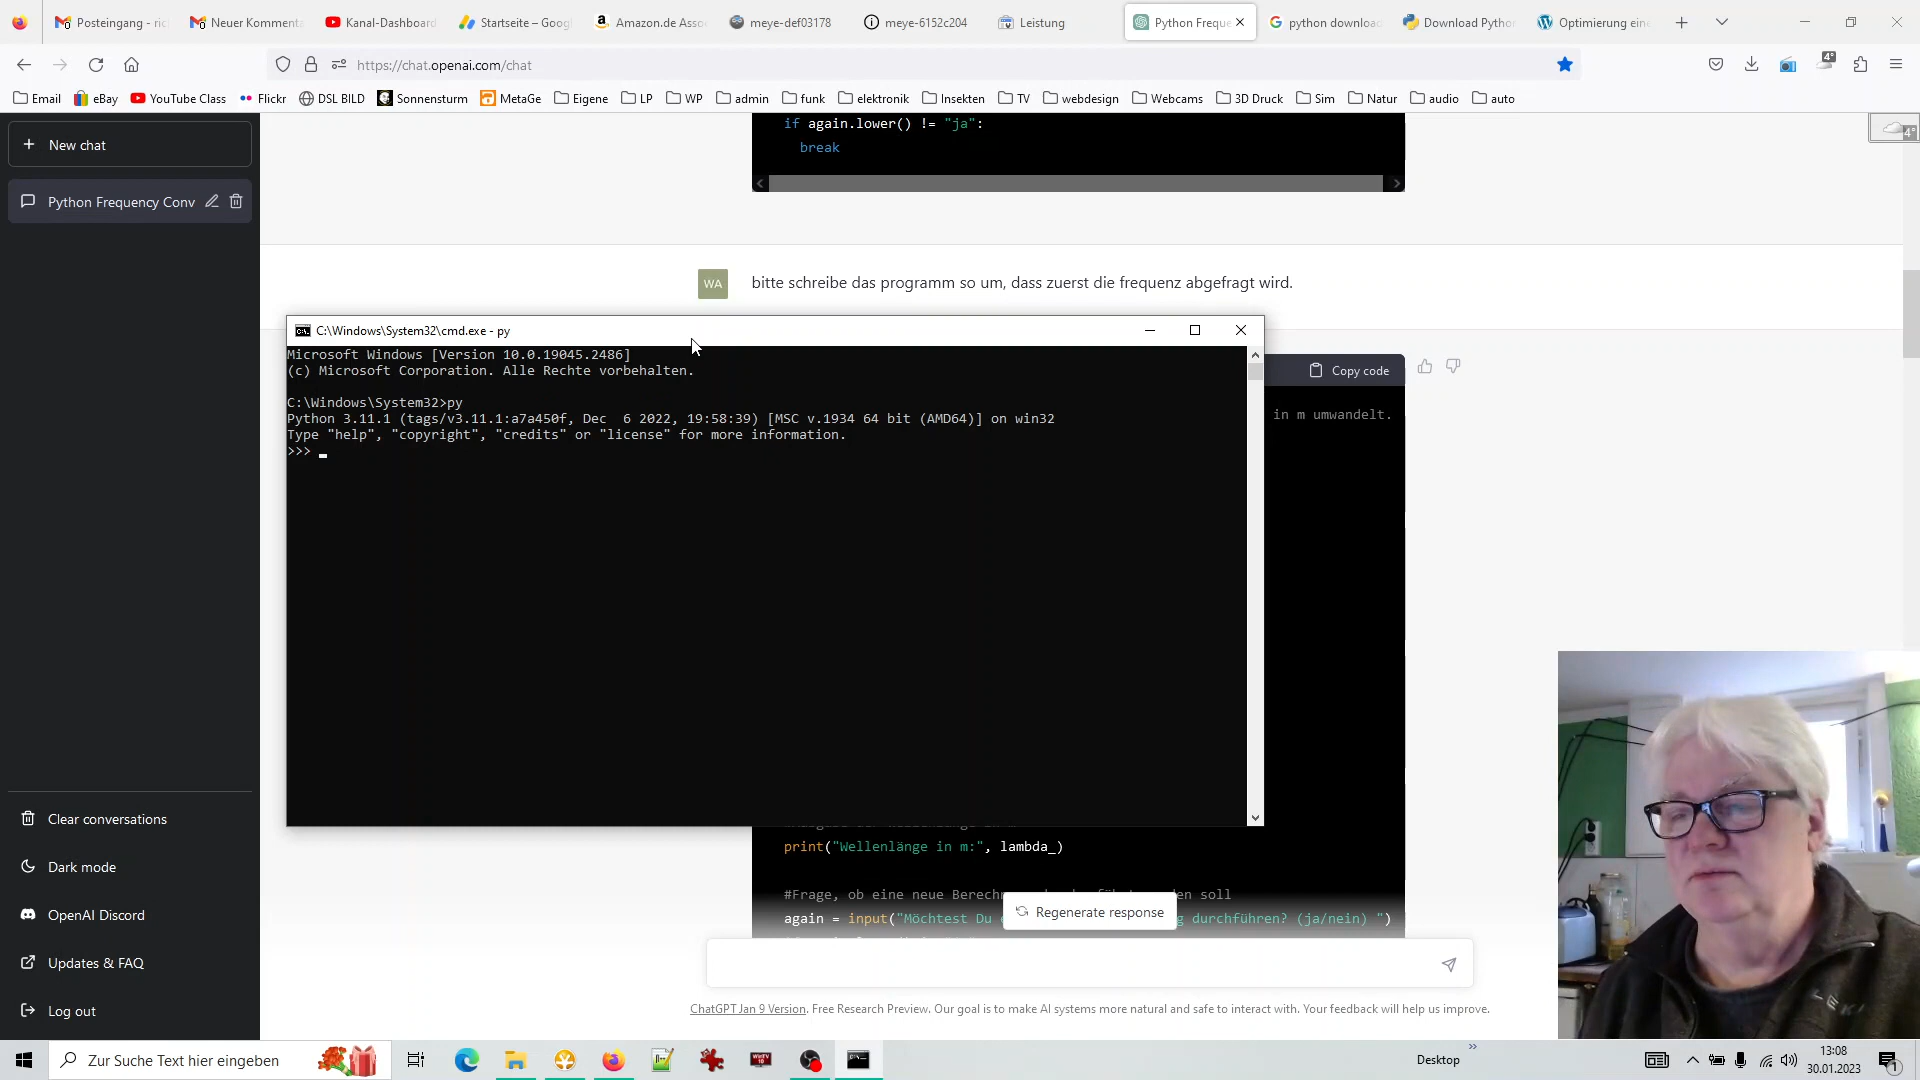 Posteingang - ric
Neuer Kommenta
Kanal-Dashboard
Startseite – Goog
Amazon.de Asso
meye-def03178
meye-6152c204
Leistung
Python Freque
python download
Download Pytho
Optimierung eine
https://chat.openai.com/chat
4°
Email
eBay
YouTube Class
Flickr
DSL BILD
Sonnensturm
MetaGe
Eigene
LP
WP
admin
funk
elektronik
Insekten
TV
webdesign
Webcams
3D Druck
Sim
Natur
audio
auto
4°
New chat
Python Frequency Conv
if again.lower() != "ja":
break
WA
bitte schreibe das programm so um, dass zuerst die frequenz abgefragt wird.
C:\Windows\System32\cmd.exe - py
Microsoft Windows [Version 10.0.19045.2486]
(c) Microsoft Corporation. Alle Rechte vorbehalten.
C:\Windows\System32>py
Python 3.11.1 (tags/v3.11.1:a7a450f, Dec  6 2022, 19:58:39) [MSC v.1934 64 bit (AMD64)] on win32
Type "help", "copyright", "credits" or "license" for more information.
>>>
Copy code
in m umwandelt.
print("Wellenlänge in m:", lambda_)
#Frage, ob eine neue Berechn
again = input("Möchtest Du
durchführen? (ja/nein) ")
Regenerate response
ChatGPT Jan 9 Version. Free Research Preview. Our goal is to make AI systems more natural and safe to interact with. Your feedback will help us improve.
Clear conversations
Dark mode
OpenAI Discord
Updates & FAQ
Log out
LEKI
Zur Suche Text hier eingeben
Desktop
13:08
30.01.2023
1